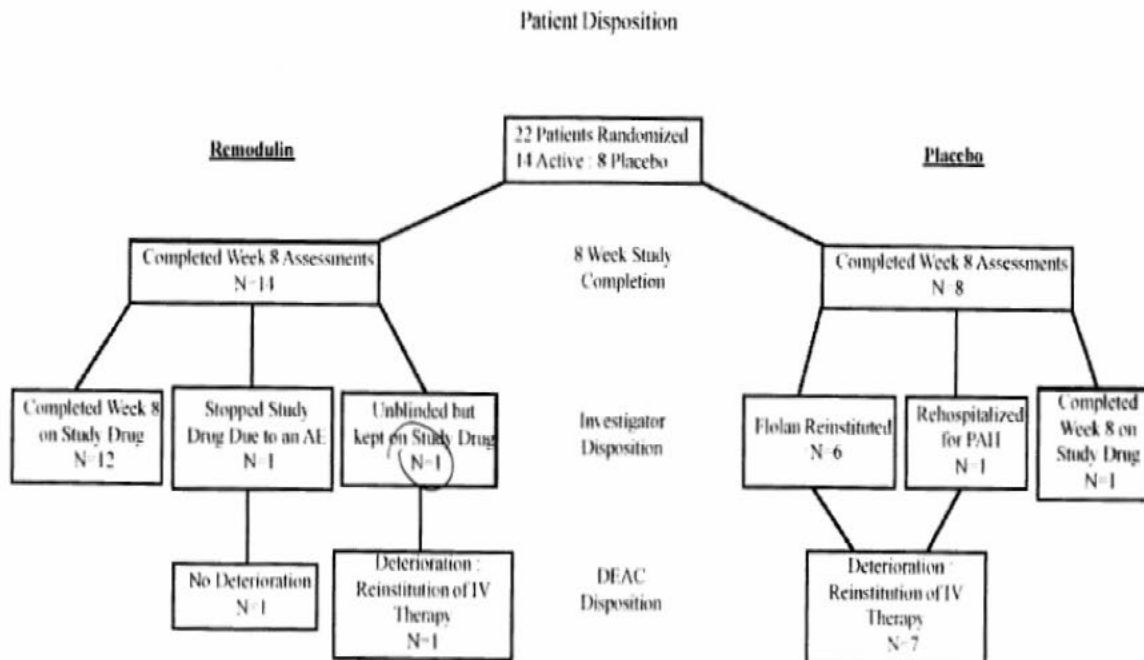 Patient Disposition
22 Patients Randomized
14 Active : 8 Placebo
Remodulin
Placebo
Completed Week 8 Assessments
N=14
8 Week Study
Completion
Completed Week 8 Assessments
N=8
Completed Week 8
on Study Drug
N=12
Stopped Study
Drug Due to an AE
N=1
Unblinded but
kept on Study Drug
N=1
Investigator
Disposition
Flolan Reinstituted
N=6
Rehospitalized
for PAH
N=1
Completed
Week 8 on
Study Drug
N=1
No Deterioration
N=1
Deterioration :
Reinstitution of IV
Therapy
N=1
DEAC
Disposition
Deterioration :
Reinstitution of IV
Therapy
N=7